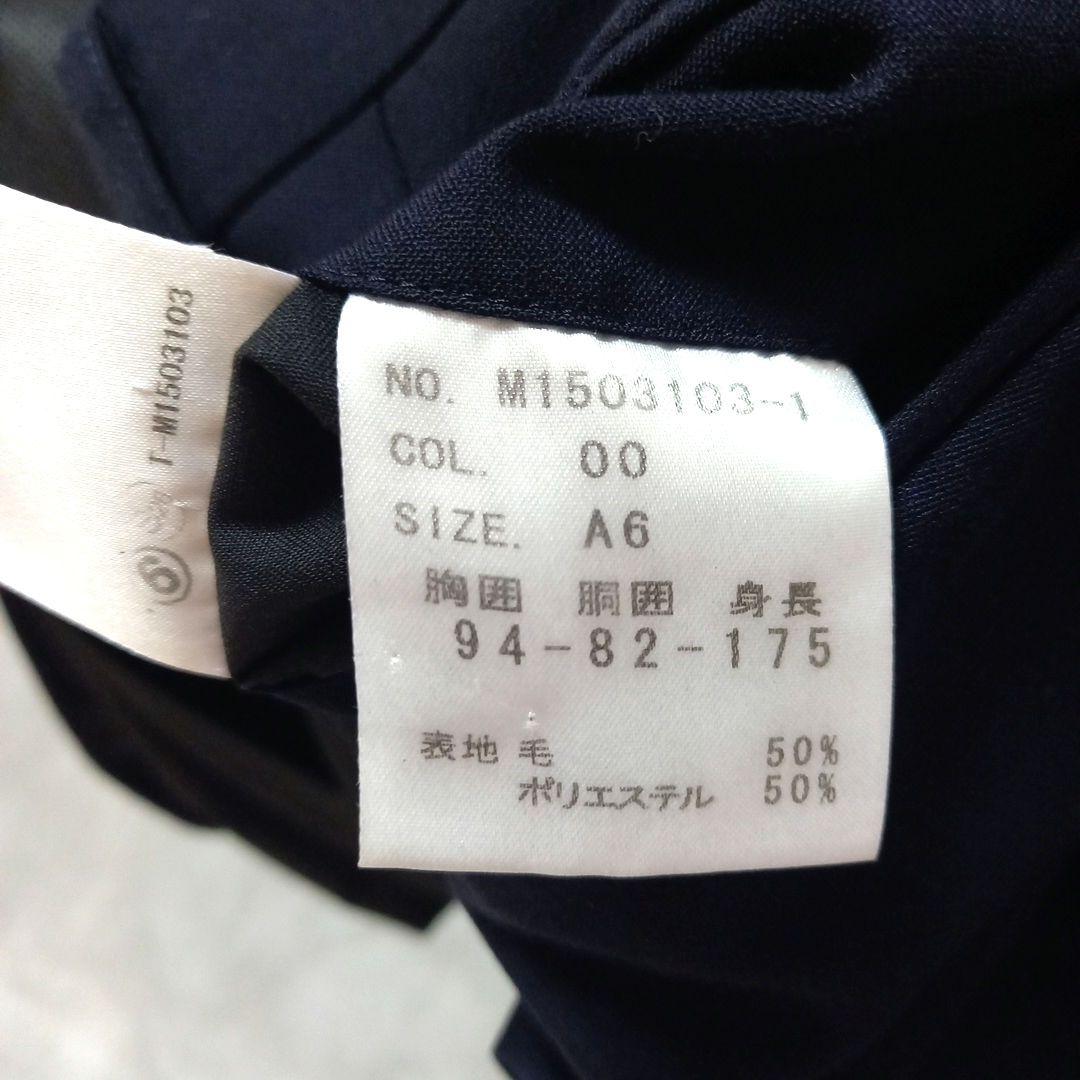 T-M1503103
6
NO. M1503103-1
COL. 00
SIZE. A6
胸囲 胴囲 身長
94-82-175
表地 毛 50%
ポリエステル 50%